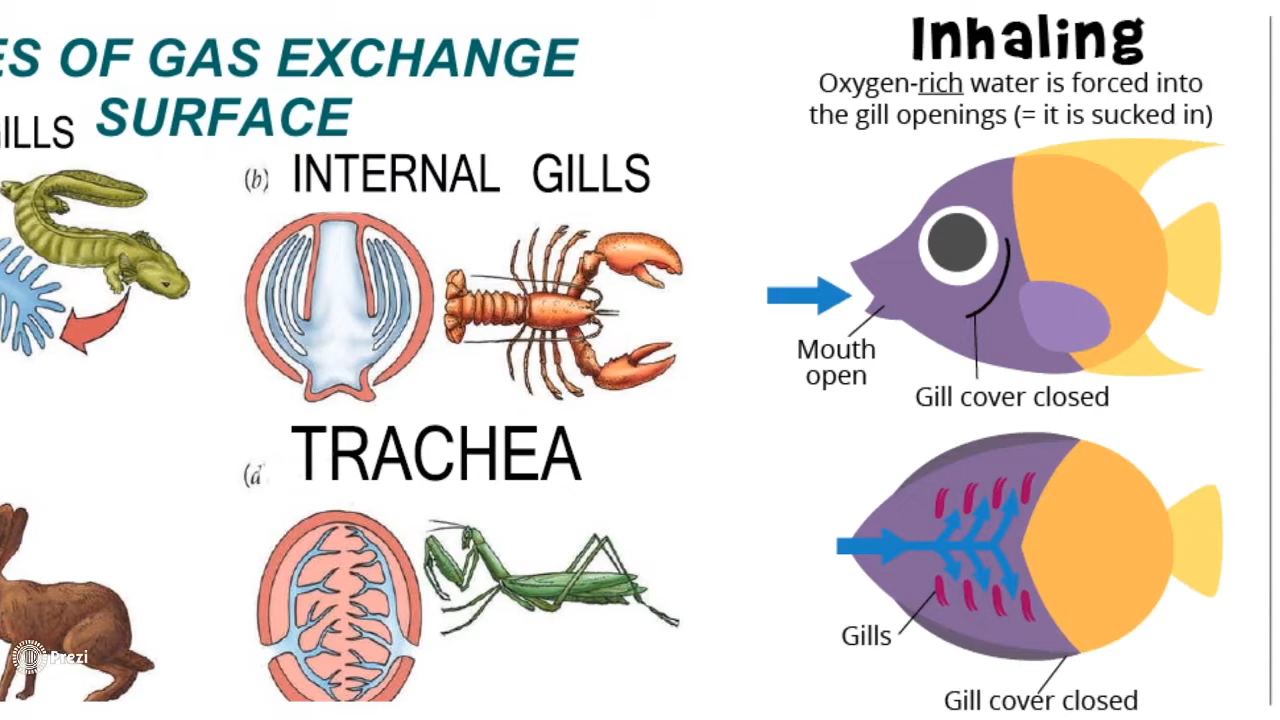 ES OF GAS EXCHANGE
SURFACE
GILLS
(b) INTERNAL GILLS
(d
TRACHEA
Prezi
Inhaling
Oxygen-rich water is forced into
the gill openings (= it is sucked in)
Mouth
open
Gill cover closed
Gills
Gill cover closed